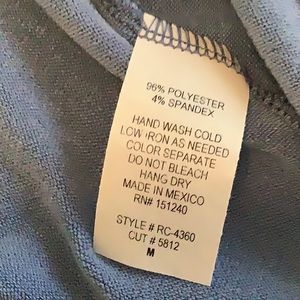 96% POLYESTER
4% SPANDEX
HAND WASH COLD
LOW IRON AS NEEDED
COLOR SEPARATE
DO NOT BLEACH
HANG DRY
MADE IN MEXICO
RN# 151240
STYLE # RC-4360
CUT # 5812
M